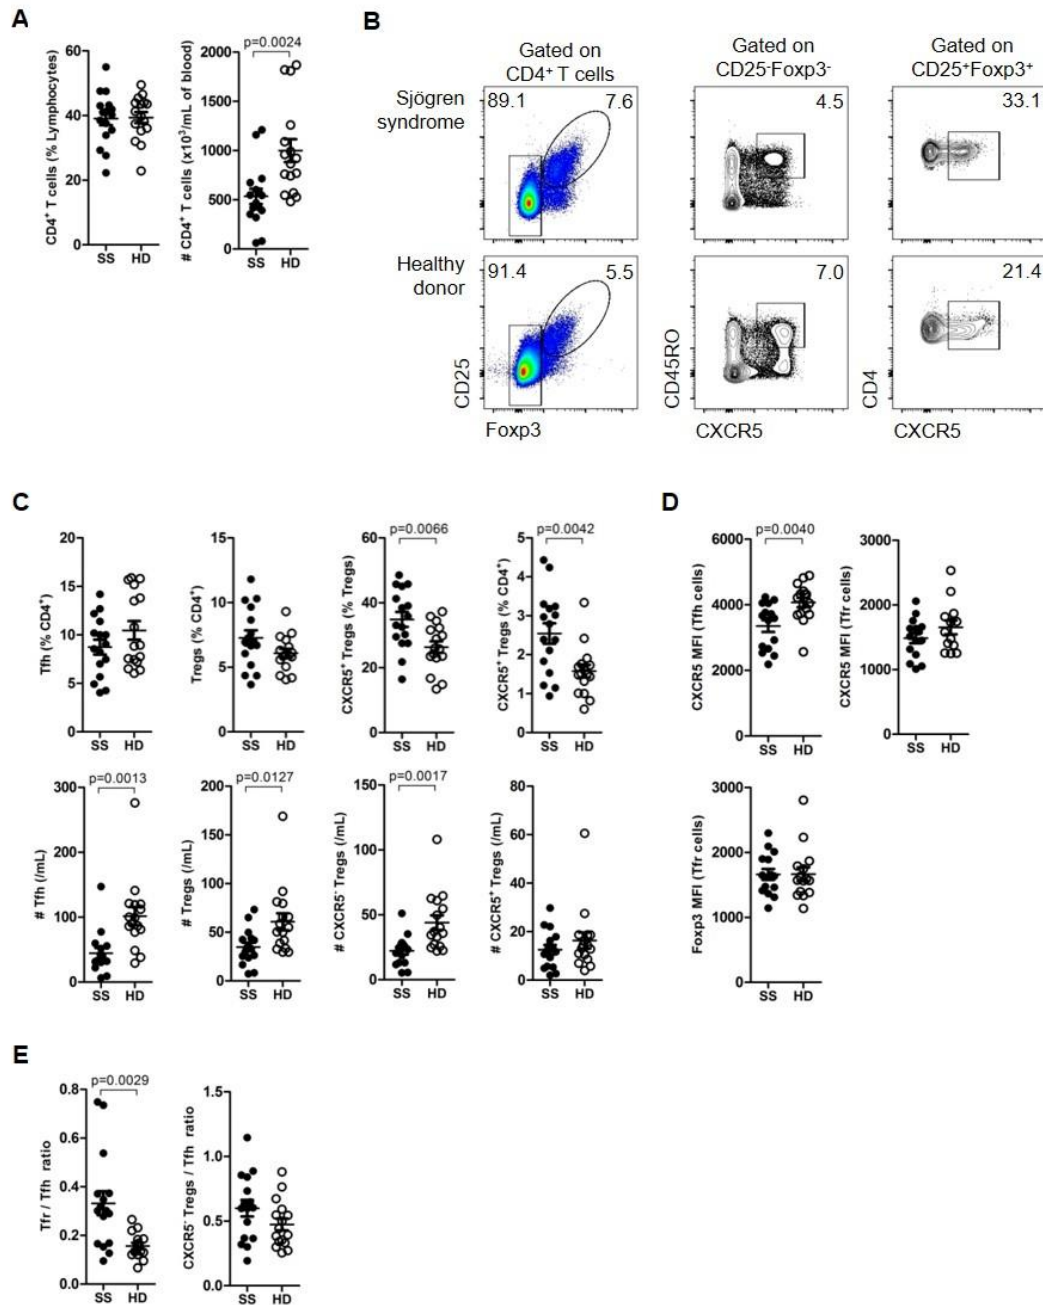 A
CD4⁺ T cells (% Lymphocytes)
60
40
20
0
SS HD
# CD4⁺ T cells (x10³/mL of blood)
p=0.0024
2000
1500
1000
500
0
SS HD
B
Gated on
CD4⁺ T cells
Gated on
CD25⁻Foxp3⁻
Gated on
CD25⁺Foxp3⁺
Sjögren
syndrome
89.1 7.6
4.5
33.1
Healthy
donor
91.4 5.5
7.0
21.4
CD25
Foxp3
CD45RO
CXCR5
CD4
CXCR5
C
Tfh (% CD4⁺)
20
15
10
5
0
SS HD
Tregs (% CD4⁺)
15
10
5
0
SS HD
CXCR5⁺ Tregs (% Tregs)
p=0.0066
60
40
20
0
SS HD
CXCR5⁺ Tregs (% CD4⁺)
p=0.0042
5
4
3
2
1
0
SS HD
# Tfh (/mL)
p=0.0013
300
200
100
0
SS HD
# Tregs (/mL)
p=0.0127
200
150
100
50
0
SS HD
# CXCR5⁻ Tregs (/mL)
p=0.0017
150
100
50
0
SS HD
# CXCR5⁺ Tregs (/mL)
80
60
40
20
0
SS HD
D
CXCR5 MFI (Tfh cells)
p=0.0040
6000
4000
2000
0
SS HD
CXCR5 MFI (Tfr cells)
3000
2000
1000
0
SS HD
Foxp3 MFI (Tfr cells)
3000
2000
1000
0
SS HD
E
Tfr / Tfh ratio
p=0.0029
0.8
0.6
0.4
0.2
0.0
SS HD
CXCR5⁻ Tregs / Tfh ratio
1.5
1.0
0.5
0.0
SS HD